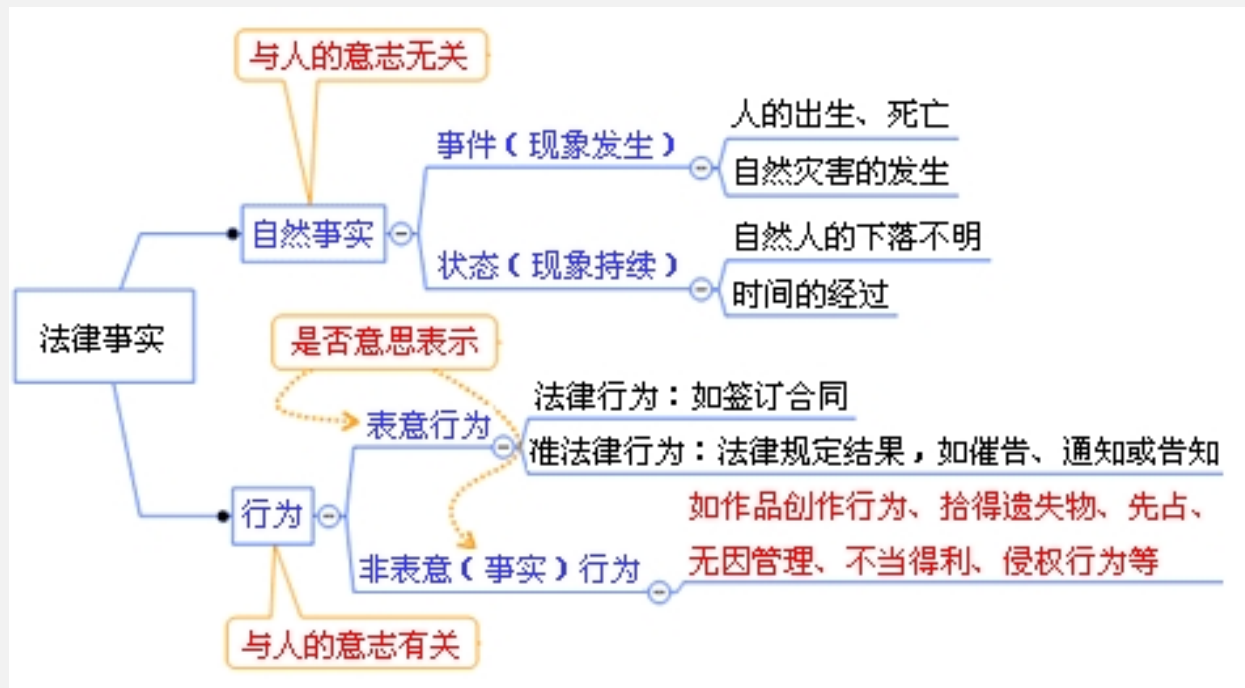 与人的意志无关
人的出生、死亡
事件（现象发生）
自然灾害的发生
自然事实
自然人的下落不明
状态（现象持续）
时间的经过
法律事实
是否意思表示
法律行为：如签订合同
表意行为
准法律行为：法律规定结果，如催告、通知或告知
行为
如作品创作行为、拾得遗失物、先占、
无因管理、不当得利、侵权行为等
非表意（事实）行为
与人的意志有关